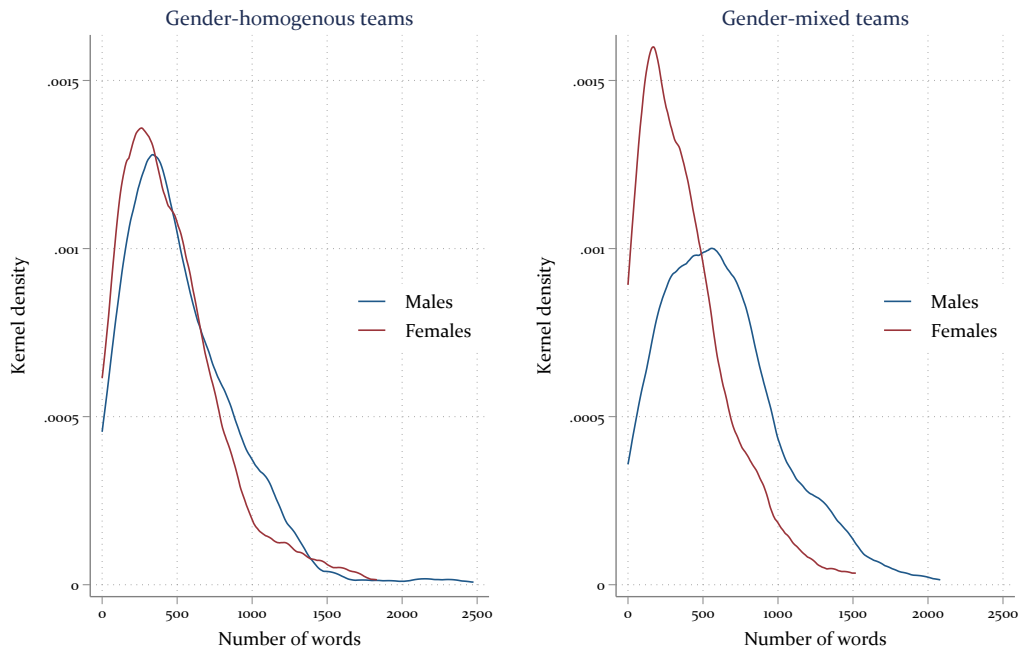 Gender-homogenous teams
.0015
.001
.0005
0
Kernel density
Males
Females
0 500 1000 1500 2000 2500
Number of words
Gender-mixed teams
.0015
.001
.0005
0
Kernel density
Males
Females
0 500 1000 1500 2000 2500
Number of words